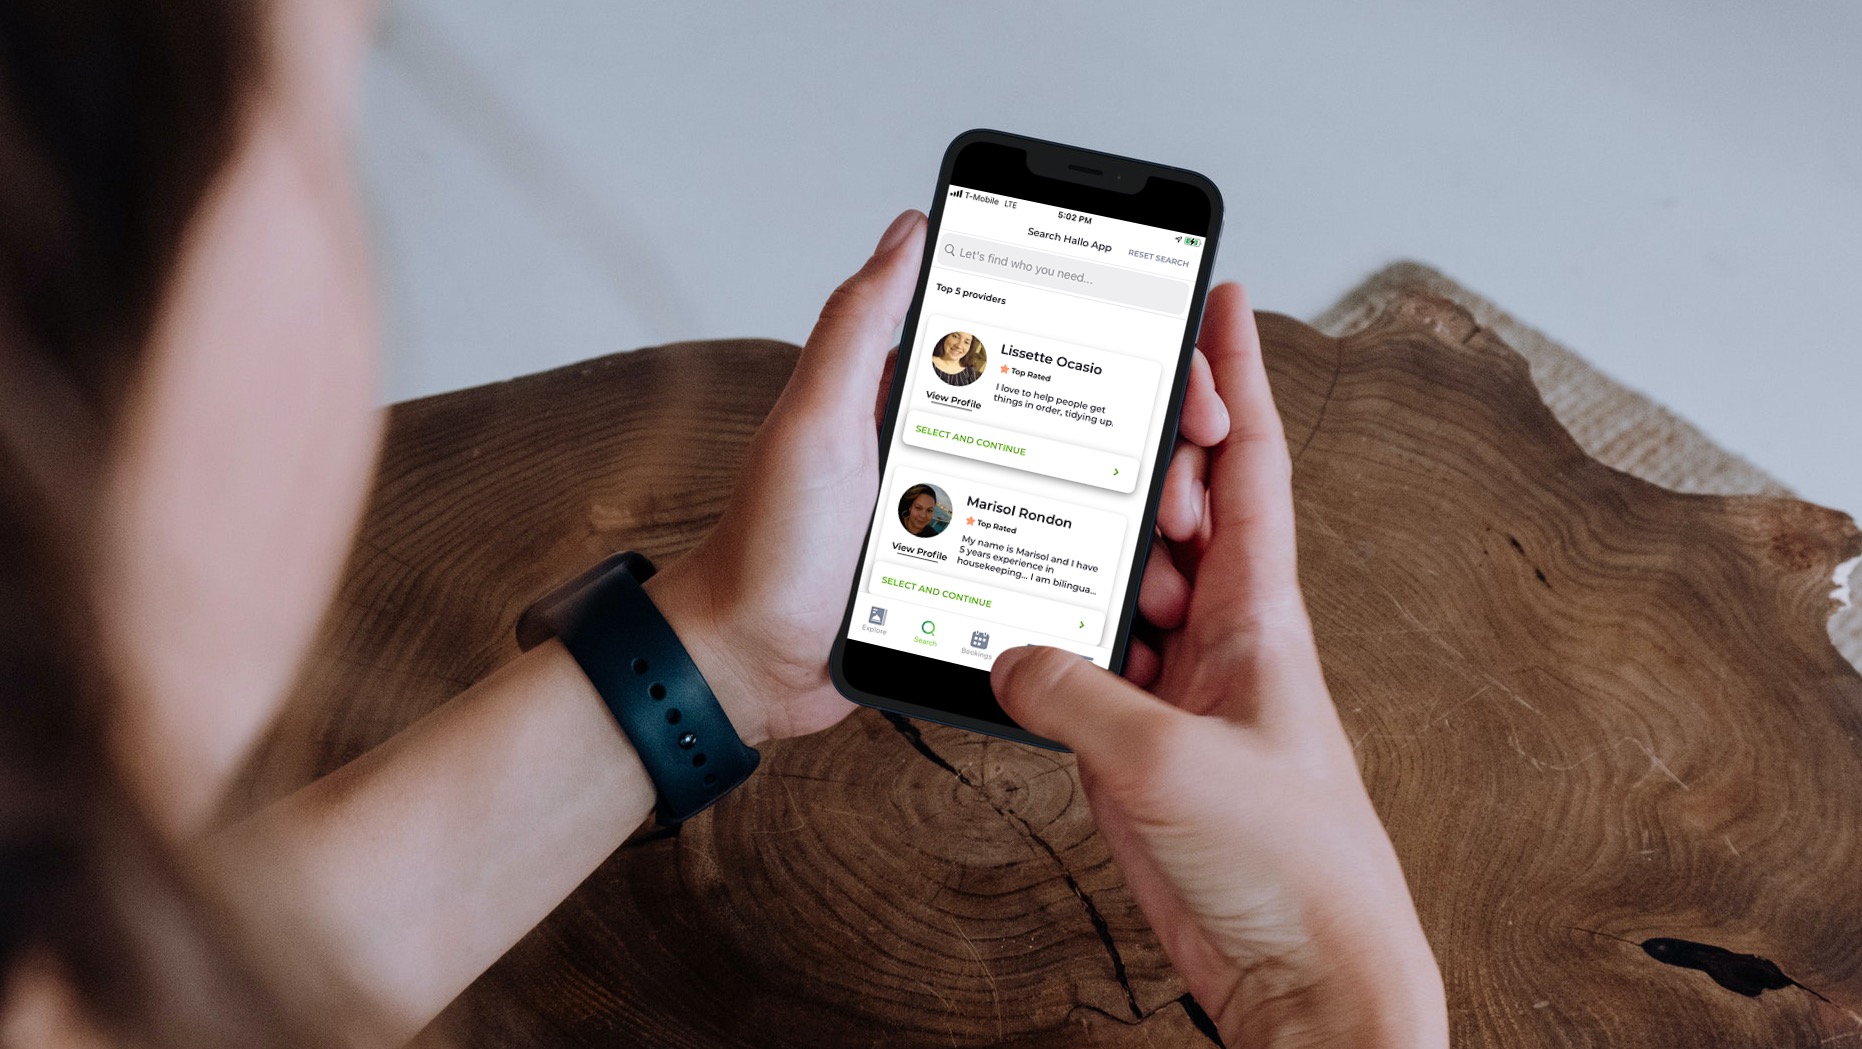 T-Mobile LTE
5:02 PM
Search Hallo App
RESET SEARCH
Let's find who you need...
Top 5 providers
Lissette Ocasio
Top Rated
I love to help people get
things in order, tidying up.
View Profile
SELECT AND CONTINUE
Marisol Rondon
Top Rated
My name is Marisol and I have
5 years experience in
housekeeping... I am bilingua...
View Profile
SELECT AND CONTINUE
Explore
Search
Bookings